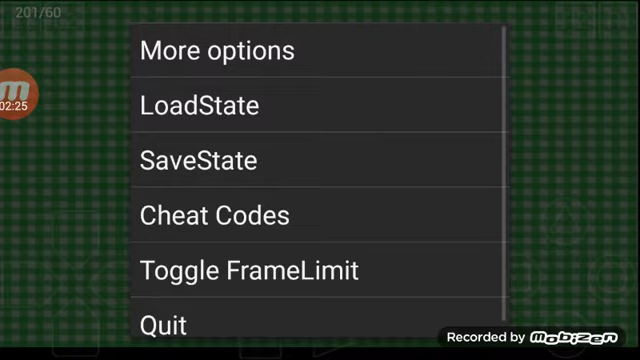 201/60
More options
LoadState
02:25
SaveState
Cheat Codes
Toggle FrameLimit
Quit
Recorded by mobizen